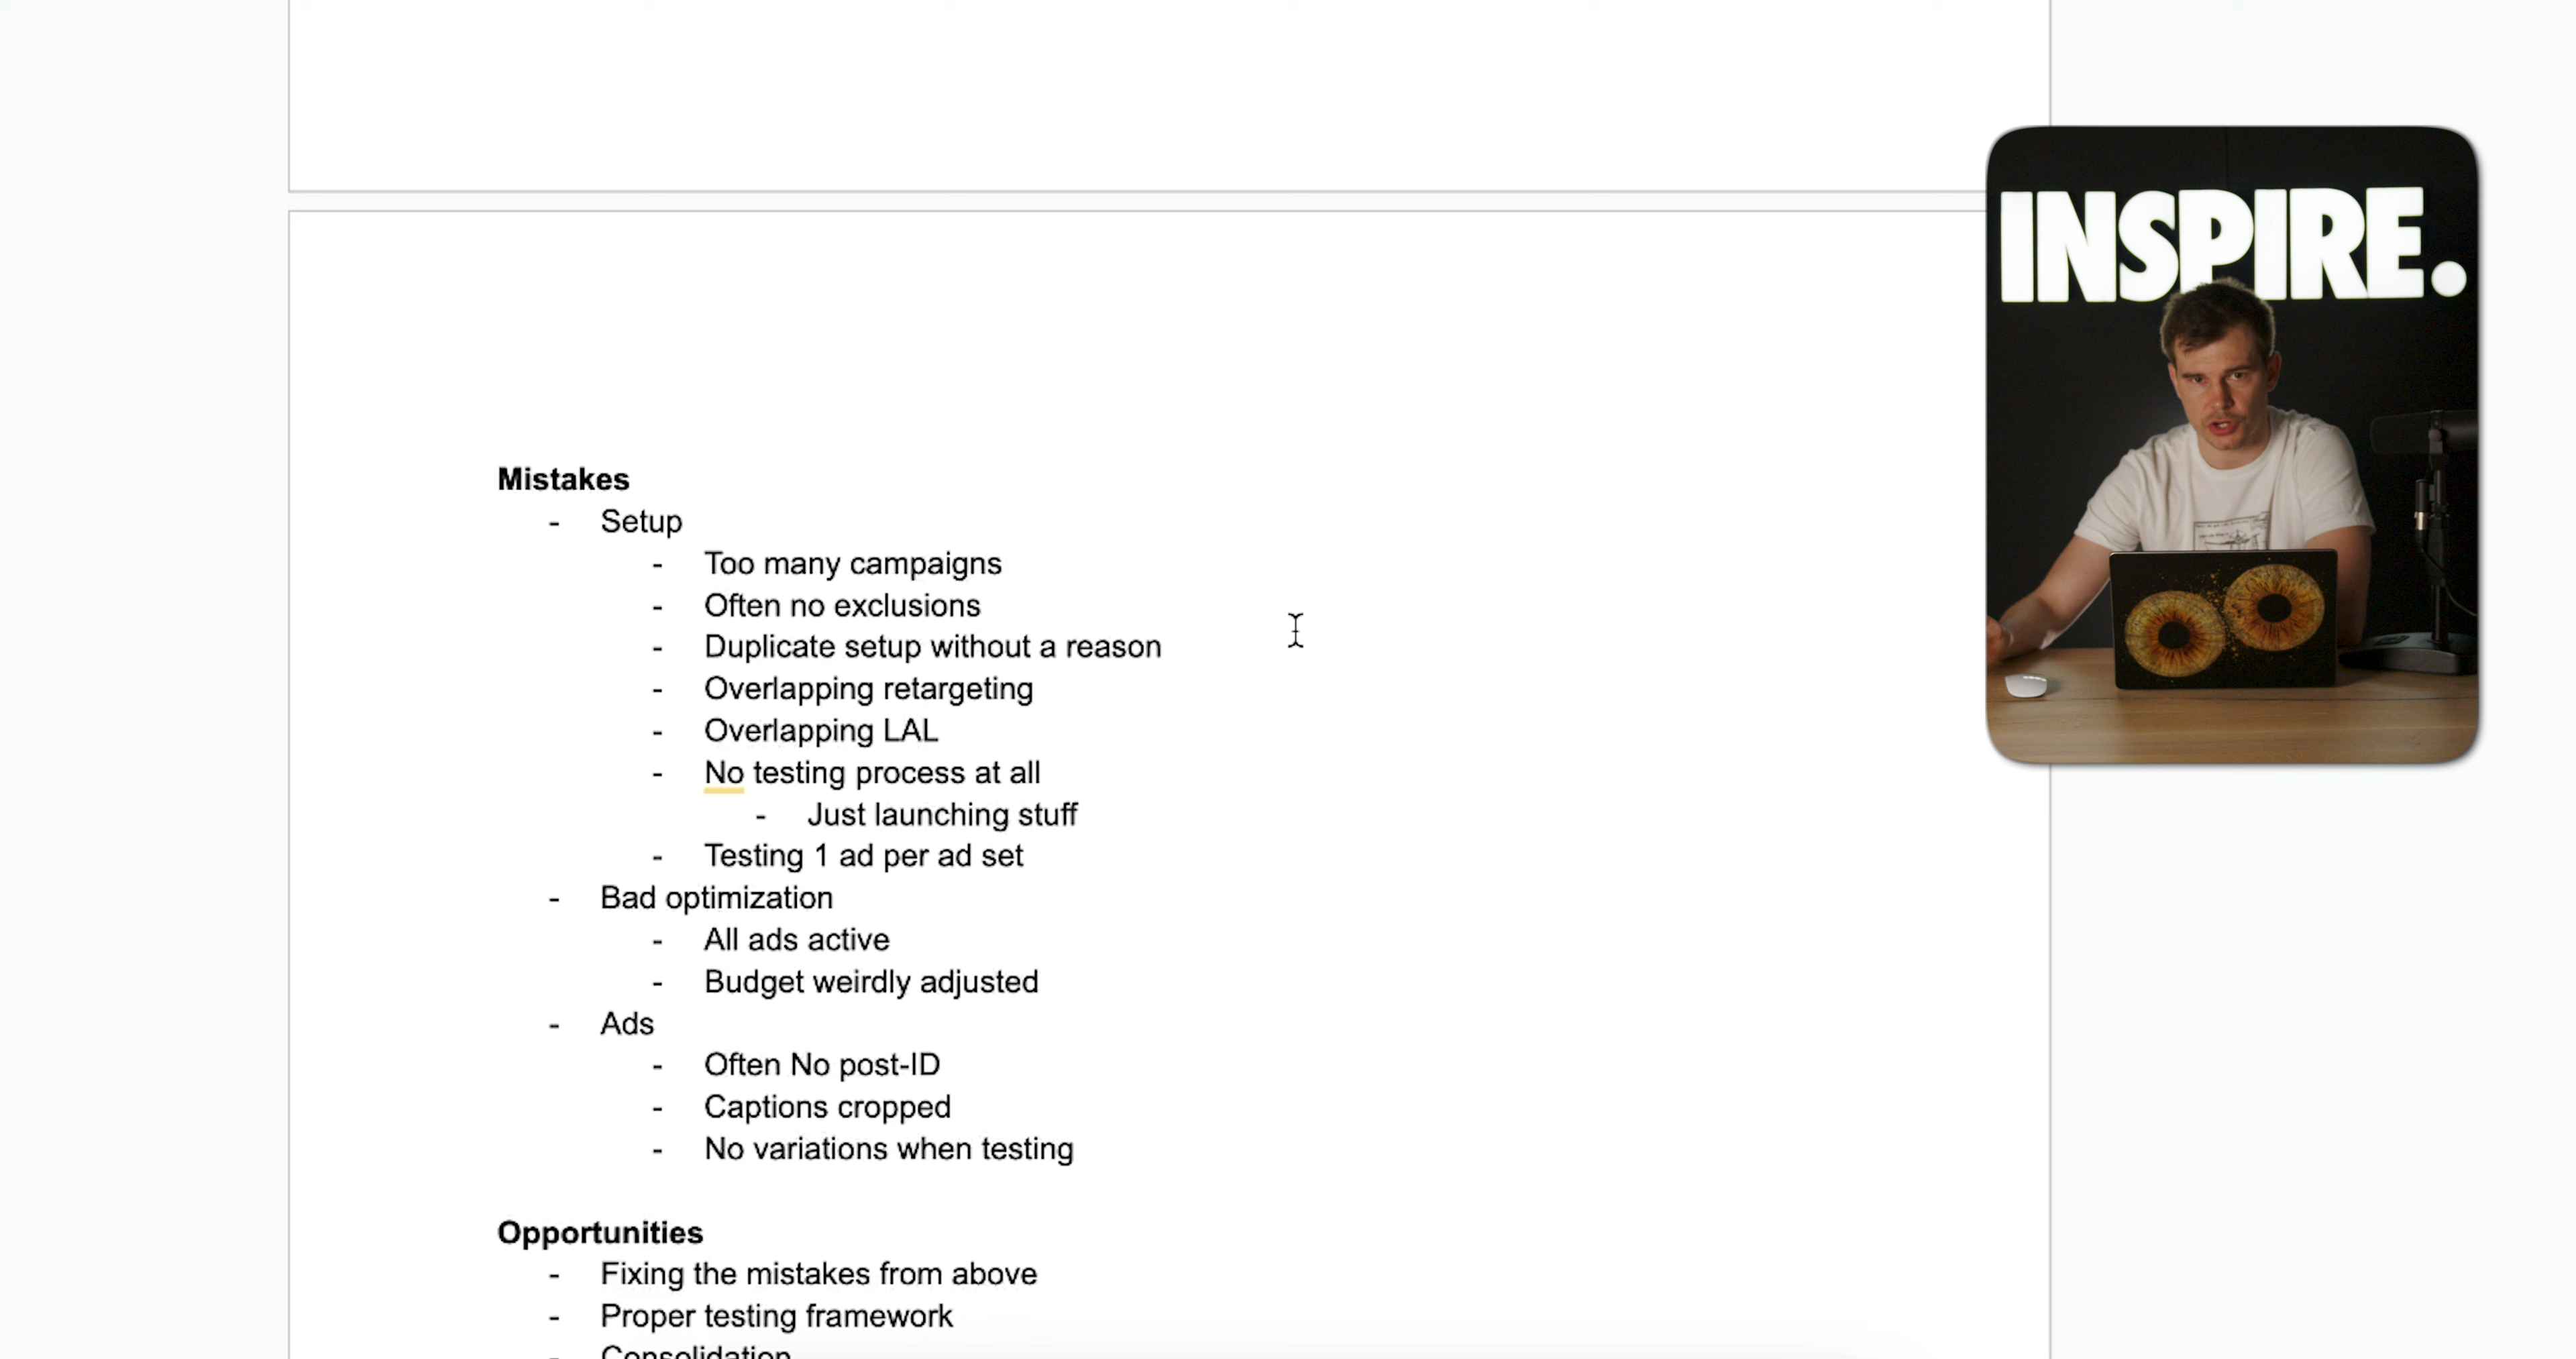 INSPIRE.
Mistakes
- Setup
- Too many campaigns
- Often no exclusions
- Duplicate setup without a reason
- Overlapping retargeting
- Overlapping LAL
- No testing process at all
- Just launching stuff
- Testing 1 ad per ad set
- Bad optimization
- All ads active
- Budget weirdly adjusted
- Ads
- Often No post-ID
- Captions cropped
- No variations when testing
Opportunities
- Fixing the mistakes from above
- Proper testing framework
- Consolidation